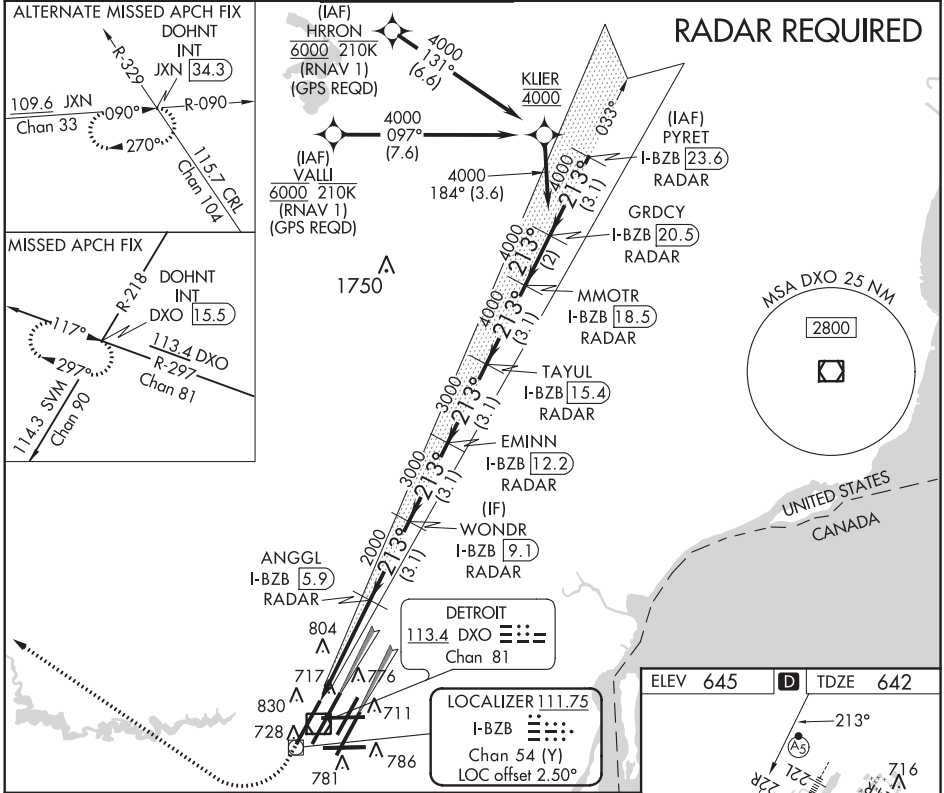 ALTERNATE MISSED APCH FIX
DOHNT
INT
JXN 34.3
R-329
109.6 JXN
Chan 33
090°
R-090
270°
115.7 CRL
Chan 104
MISSED APCH FIX
DOHNT
INT
DXO 15.5
R-218
117°
297°
113.4 DXO
R-297
Chan 81
114.3 SVM
Chan 90
RADAR REQUIRED
(IAF)
HRRON
6000 210K
(RNAV 1)
(GPS REQD)
4000
131°
(6.6)
KLIER
4000
4000
097°
(7.6)
(IAF)
VALLI
6000 210K
(RNAV 1)
(GPS REQD)
4000
184° (3.6)
033°
(IAF)
PYRET
I-BZB 23.6
RADAR
4000
213°
(3.1)
GRDCY
I-BZB 20.5
RADAR
4000
213°
(2)
MMOTR
I-BZB 18.5
RADAR
4000
213°
(3.1)
TAYUL
I-BZB 15.4
RADAR
3000
213°
(3.1)
EMINN
I-BZB 12.2
RADAR
3000
213°
(3.1)
(IF)
WONDR
I-BZB 9.1
RADAR
2000
213°
(3.1)
ANGGL
I-BZB 5.9
RADAR
1750
MSA DXO 25 NM
2800
UNITED STATES
CANADA
DETROIT
113.4 DXO
Chan 81
804
717
776
830
711
728
786
781
LOCALIZER 111.75
I-BZB
Chan 54 (Y)
LOC offset 2.50°
ELEV 645 D TDZE 642
213°
A5
22R
22L
716